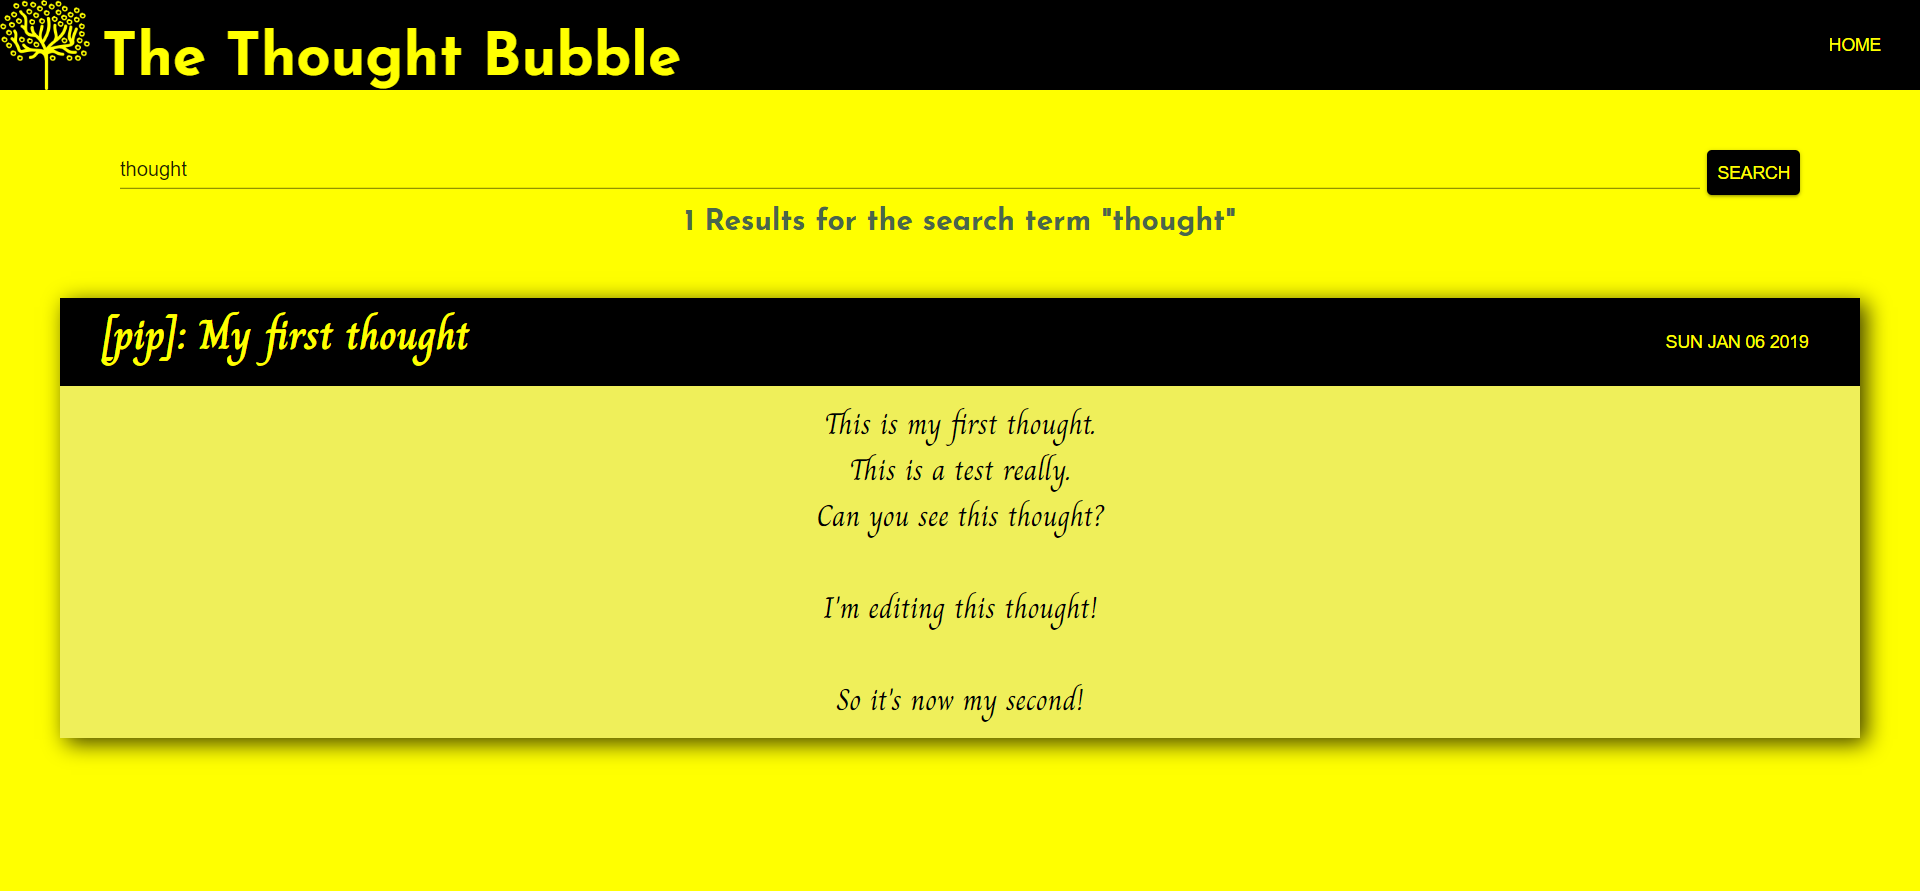 The Thought Bubble
HOME
thought
SEARCH
1 Results for the search term "thought"
[pip]: My first thought
SUN JAN 06 2019
This is my first thought.
This is a test really.
Can you see this thought?
I'm editing this thought!
So it's now my second!